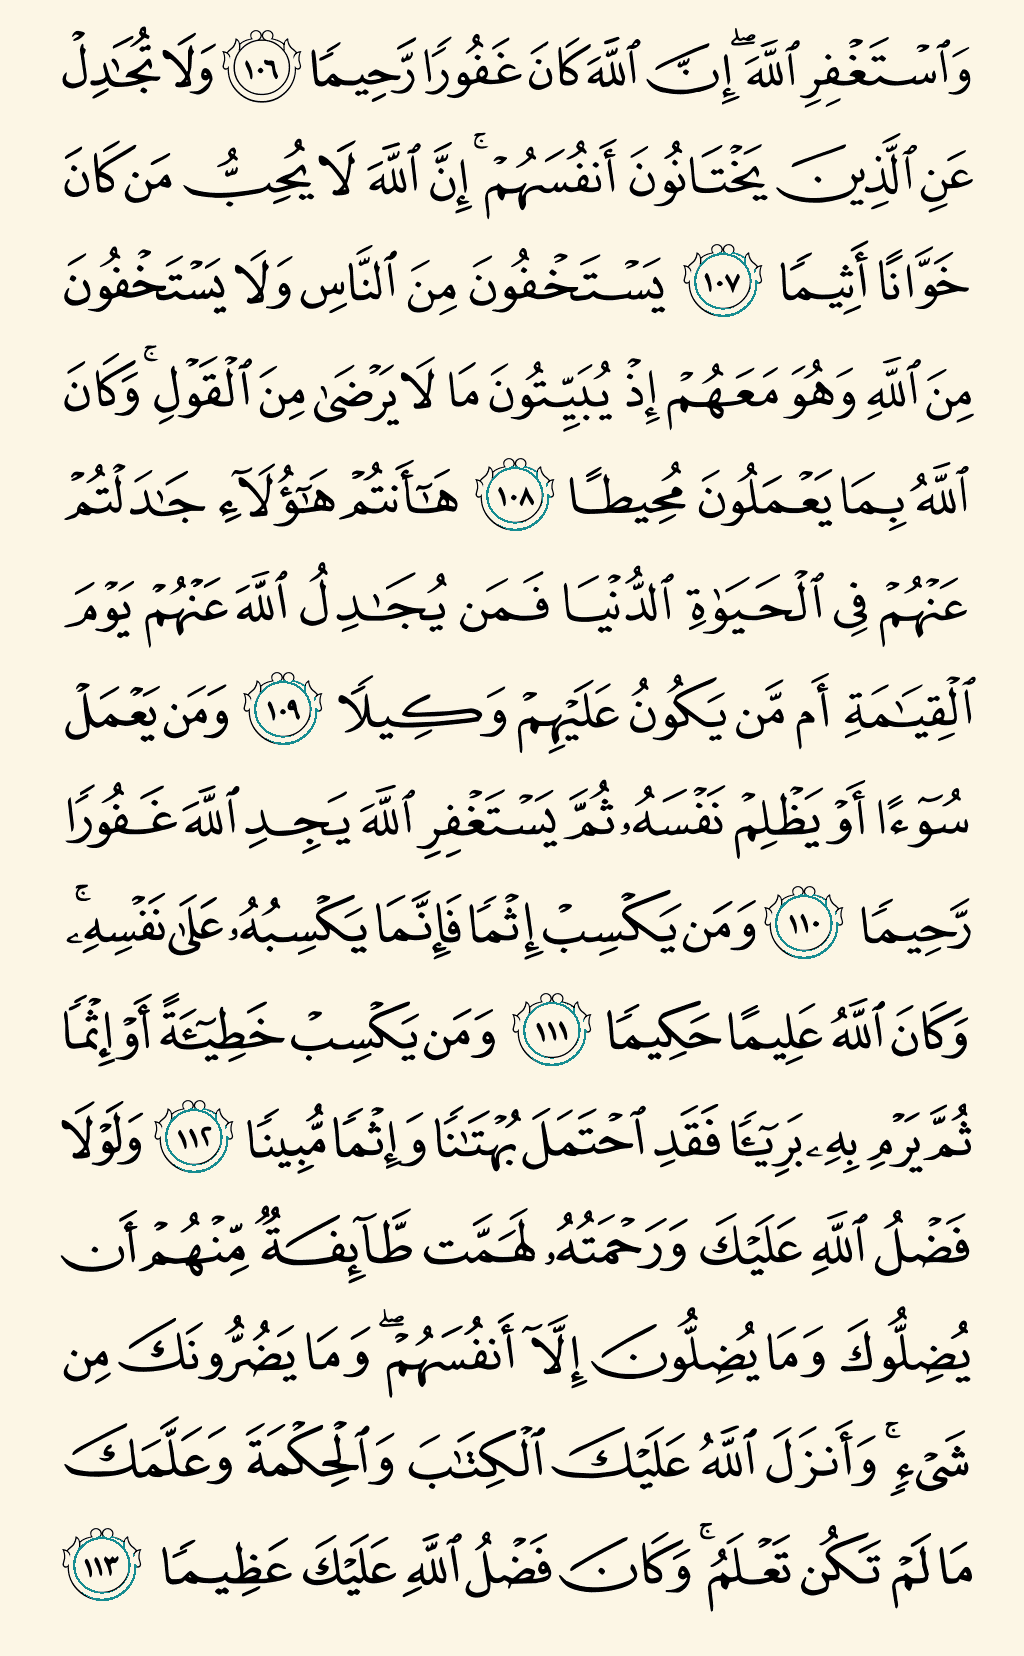 وَٱسۡتَغۡفِرِ ٱللَّهَۖ إِنَّ ٱللَّهَ كَانَ غَفُورٗا رَّحِيمٗا ١٠٦ وَلَا تُجَٰدِلۡ
عَنِ ٱلَّذِينَ يَخۡتَانُونَ أَنفُسَهُمۡۚ إِنَّ ٱللَّهَ لَا يُحِبُّ مَن كَانَ
خَوَّانًا أَثِيمٗا ١٠٧ يَسۡتَخۡفُونَ مِنَ ٱلنَّاسِ وَلَا يَسۡتَخۡفُونَ
مِنَ ٱللَّهِ وَهُوَ مَعَهُمۡ إِذۡ يُبَيِّتُونَ مَا لَا يَرۡضَىٰ مِنَ ٱلۡقَوۡلِۚ وَكَانَ
ٱللَّهُ بِمَا يَعۡمَلُونَ مُحِيطًا ١٠٨ هَٰٓأَنتُمۡ هَٰٓؤُلَآءِ جَٰدَلۡتُمۡ
عَنۡهُمۡ فِي ٱلۡحَيَوٰةِ ٱلدُّنۡيَا فَمَن يُجَٰدِلُ ٱللَّهَ عَنۡهُمۡ يَوۡمَ
ٱلۡقِيَٰمَةِ أَم مَّن يَكُونُ عَلَيۡهِمۡ وَكِيلٗا ١٠٩ وَمَن يَعۡمَلۡ
سُوٓءًا أَوۡ يَظۡلِمۡ نَفۡسَهُۥ ثُمَّ يَسۡتَغۡفِرِ ٱللَّهَ يَجِدِ ٱللَّهَ غَفُورٗا
رَّحِيمٗا ١١٠ وَمَن يَكۡسِبۡ إِثۡمٗا فَإِنَّمَا يَكۡسِبُهُۥ عَلَىٰ نَفۡسِهِۦۚ
وَكَانَ ٱللَّهُ عَلِيمًا حَكِيمٗا ١١١ وَمَن يَكۡسِبۡ خَطِيٓـَٔةً أَوۡ إِثۡمٗا
ثُمَّ يَرۡمِ بِهِۦ بَرِيٓـٔٗا فَقَدِ ٱحۡتَمَلَ بُهۡتَٰنٗا وَإِثۡمٗا مُّبِينٗا ١١٢ وَلَوۡلَا
فَضۡلُ ٱللَّهِ عَلَيۡكَ وَرَحۡمَتُهُۥ لَهَمَّت طَّآئِفَةٞ مِّنۡهُمۡ أَن
يُضِلُّوكَ وَمَا يُضِلُّونَ إِلَّآ أَنفُسَهُمۡۖ وَمَا يَضُرُّونَكَ مِن
شَيۡءٖۚ وَأَنزَلَ ٱللَّهُ عَلَيۡكَ ٱلۡكِتَٰبَ وَٱلۡحِكۡمَةَ وَعَلَّمَكَ
مَا لَمۡ تَكُن تَعۡلَمُۚ وَكَانَ فَضۡلُ ٱللَّهِ عَلَيۡكَ عَظِيمٗا ١١٣